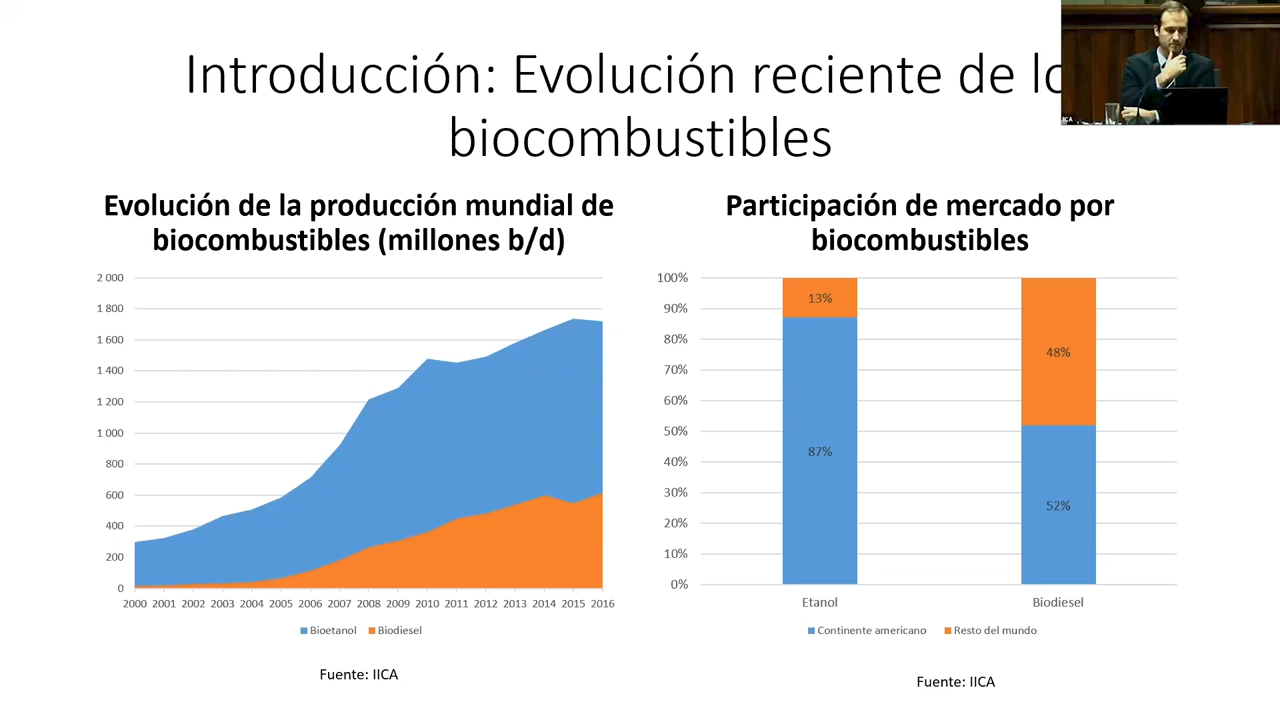 Introducción: Evolución reciente de lo
biocombustibles
Evolución de la producción mundial de
biocombustibles (millones b/d)
2 000
1 800
1 600
1 400
1 200
1 000
800
600
400
200
0
2000 2001 2002 2003 2004 2005 2006 2007 2008 2009 2010 2011 2012 2013 2014 2015 2016
Bioetanol Biodiesel
Fuente: IICA
Participación de mercado por
biocombustibles
100%
90%
80%
70%
60%
50%
40%
30%
20%
10%
0%
13%
87%
48%
52%
Etanol Biodiesel
Continente americano Resto del mundo
Fuente: IICA